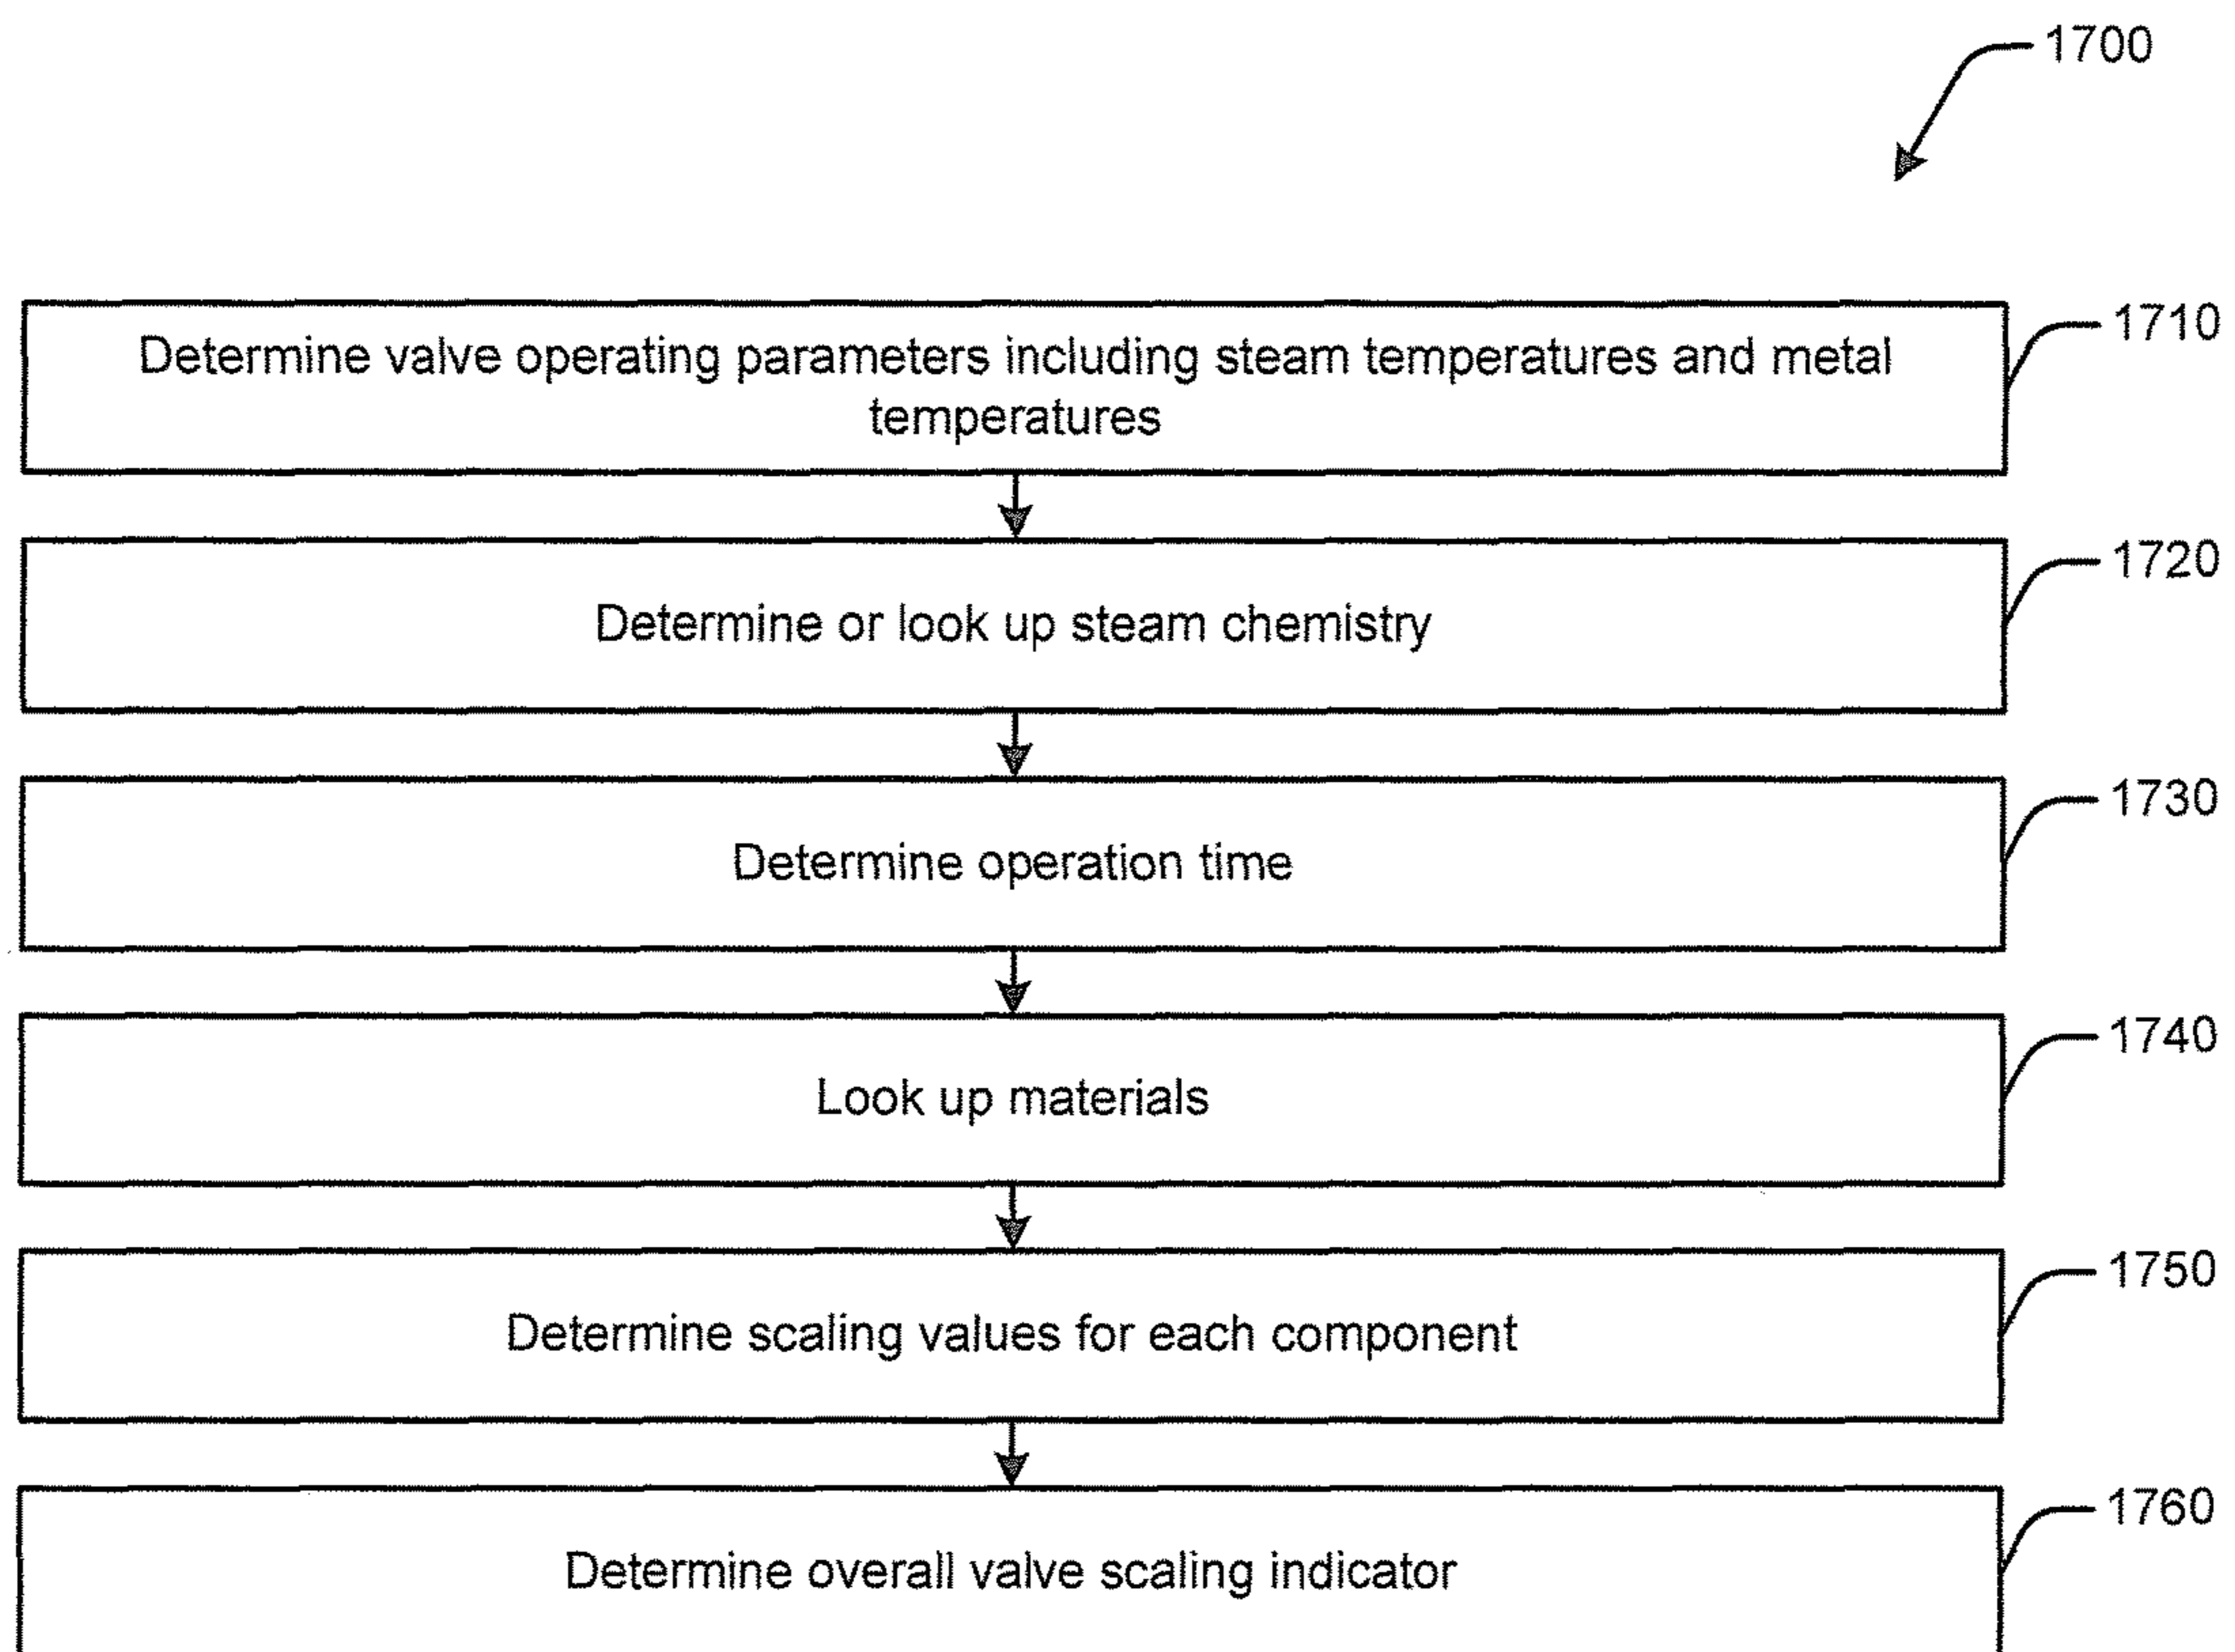 1700
Determine valve operating parameters including steam temperatures and metal
temperatures
1710
Determine or look up steam chemistry
1720
Determine operation time
1730
Look up materials
1740
Determine scaling values for each component
1750
Determine overall valve scaling indicator
1760